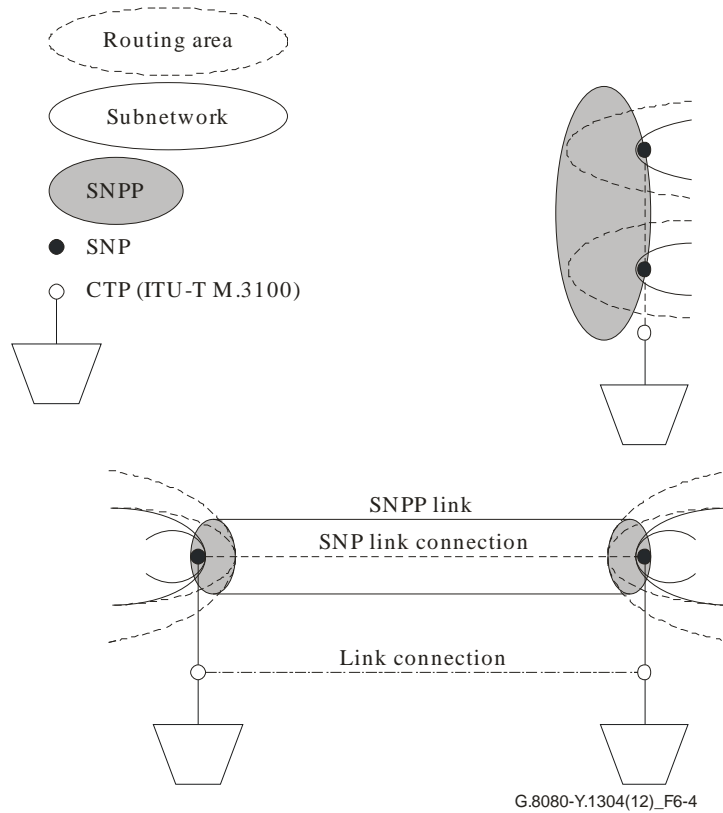 Routing area
Subnetwork
SNPP
SNP
CTP (ITU-T M.3100)
SNPP link
SNP link connection
Link connection
G.8080-Y.1304(12)_F6-4